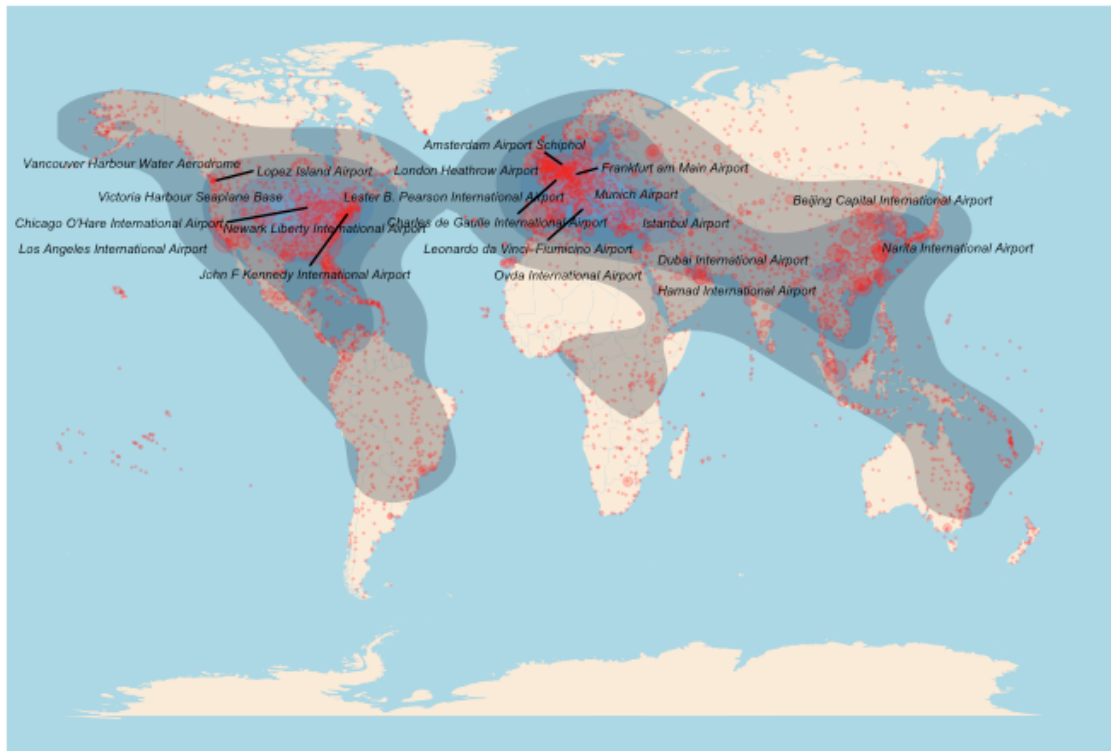 Amsterdam Airport Schiphol
Vancouver Harbour Water Aerodrome
Lopez Island Airport
London Heathrow Airport
Frankfurt am Main Airport
Victoria Harbour Seaplane Base
Lester B. Pearson International Airport
Munich Airport
Beijing Capital International Airport
Chicago O'Hare International Airport
Newark Liberty International Airport
Charles de Gaulle International Airport
Istanbul Airport
Los Angeles International Airport
Leonardo da Vinci–Fiumicino Airport
Narita International Airport
Dubai International Airport
John F Kennedy International Airport
Ovda International Airport
Hamad International Airport